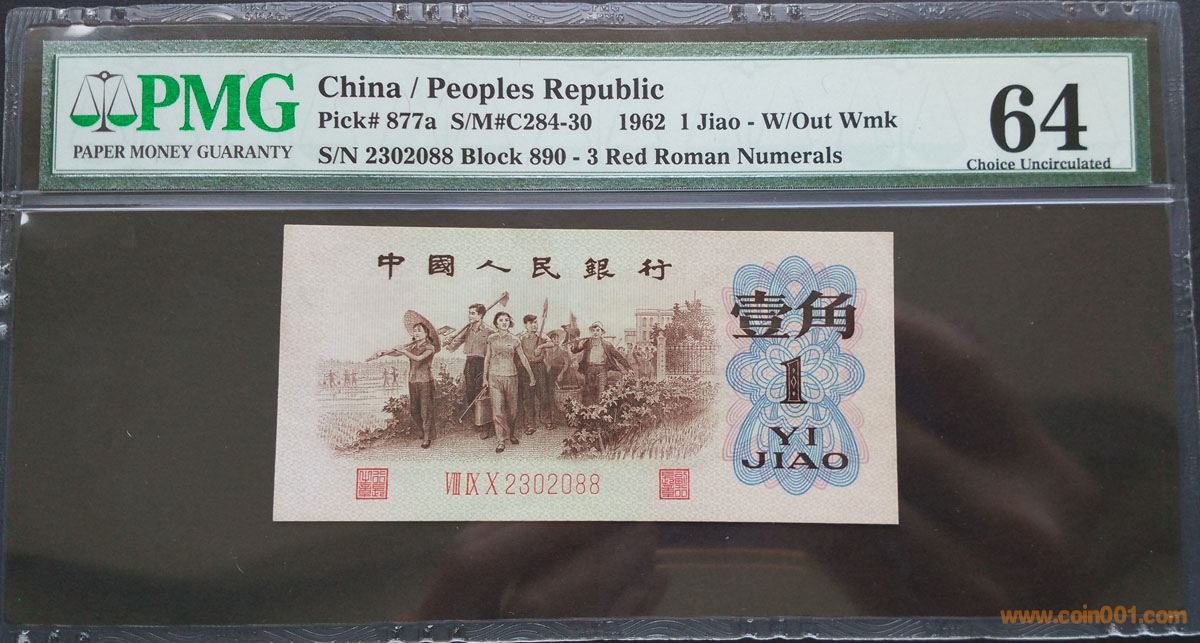 PMG
PAPER MONEY GUARANTY
China / Peoples Republic
Pick# 877a S/M#C284-30 1962 1 Jiao - W/Out Wmk
S/N 2302088 Block 890 - 3 Red Roman Numerals
64
Choice Uncirculated
中國人民銀行
壹角
1
YI
JIAO
VIII IX X 2302088
www.coin001.com